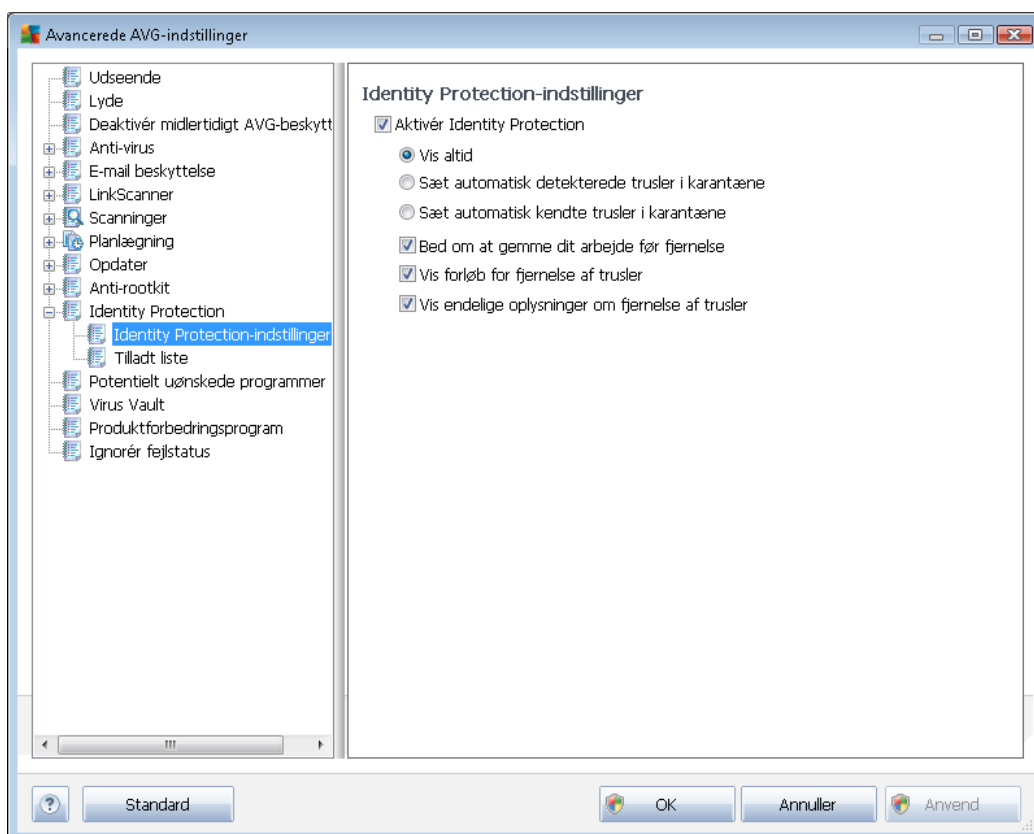 Avancerede AVG-indstillinger
Udseende
Lyde
Deaktivér midlertidigt AVG-beskytt
Anti-virus
E-mail beskyttelse
LinkScanner
Scanninger
Planlægning
Opdater
Anti-rootkit
Identity Protection
Identity Protection-indstillinger
Tilladt liste
Potentielt uønskede programmer
Virus Vault
Produktforbedringsprogram
Ignorér fejlstatus
Identity Protection-indstillinger
Aktivér Identity Protection
Vis altid
Sæt automatisk detekterede trusler i karantæne
Sæt automatisk kendte trusler i karantæne
Bed om at gemme dit arbejde før fjernelse
Vis forløb for fjernelse af trusler
Vis endelige oplysninger om fjernelse af trusler
Standard
OK
Annuller
Anvend